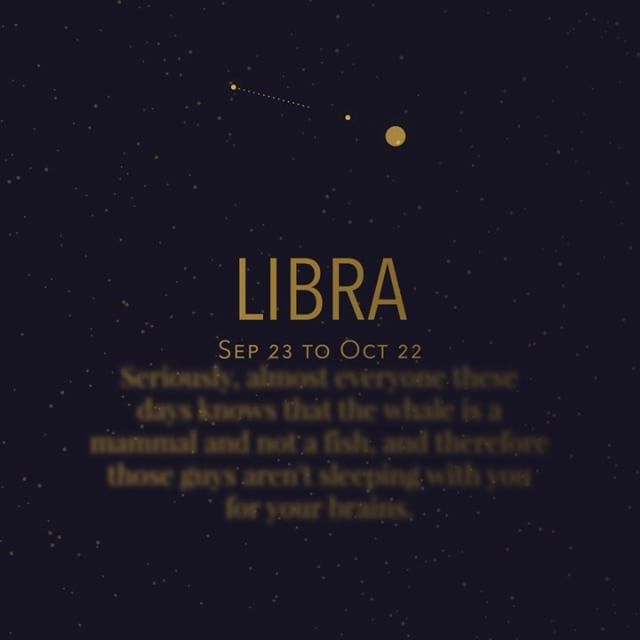 LIBRA
SEP 23 TO OCT 22
Seriously, almost everyone these
days knows that the whale is a
mammal and not a fish, and therefore
those guys aren't sleeping with you
for your brains.